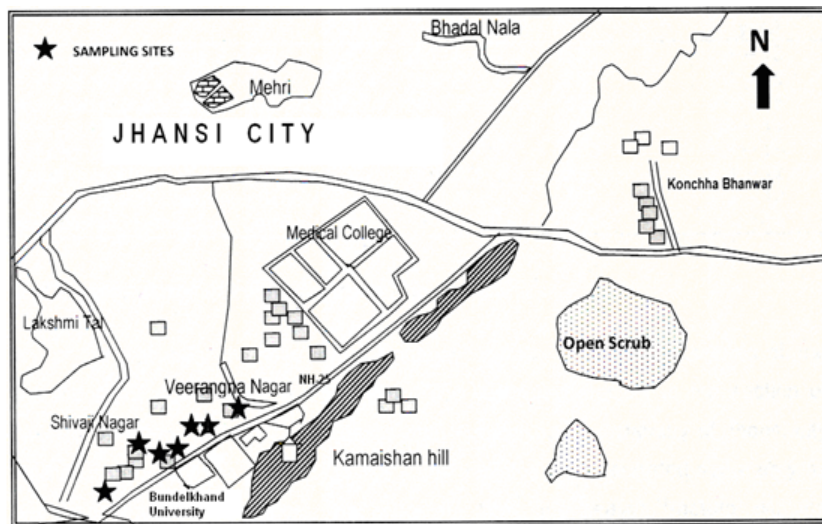 Bhadal Nala
SAMPLING SITES
N
Mehri
JHANSI CITY
Konchha Bhanwar
Medical College
Lakshmi Tal
Open Scrub
NH-25
Veerangna Nagar
Shivaji Nagar
Kamaishan hill
Bundelkhand
University